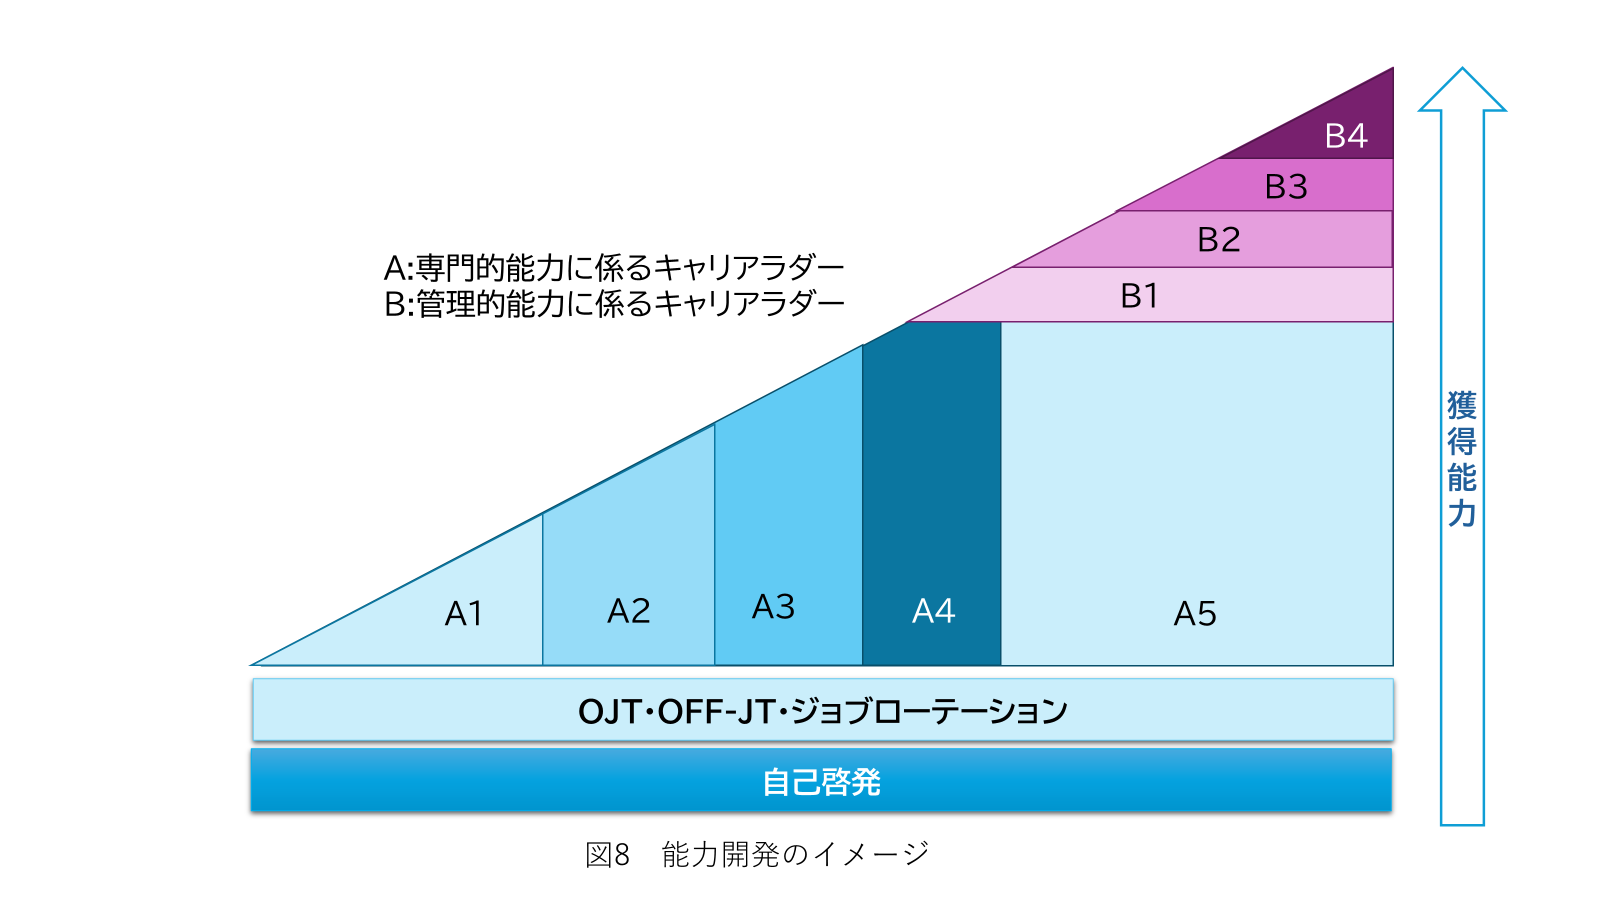 B4
B3
B2
B1
A:専門的能力に係るキャリアラダー
B:管理的能力に係るキャリアラダー
獲得能力
A1
A2
A3
A4
A5
OJT・OFF-JT・ジョブローテーション
自己啓発
図8　能力開発のイメージ